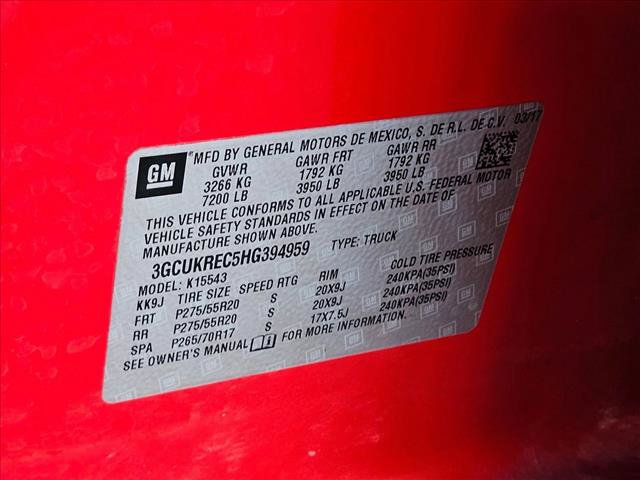 GM
MFD BY GENERAL MOTORS DE MEXICO, S. DE R.L. DE C.V. 03/17
GVWR GAWR FRT GAWR RR
3266 KG 1792 KG 1792 KG
7200 LB 3950 LB 3950 LB
THIS VEHICLE CONFORMS TO ALL APPLICABLE U.S. FEDERAL MOTOR
VEHICLE SAFETY STANDARDS IN EFFECT ON THE DATE OF
MANUFACTURE SHOWN ABOVE.
3GCUKREC5HG394959 TYPE: TRUCK
MODEL: K15543
KK9J TIRE SIZE SPEED RTG RIM COLD TIRE PRESSURE
FRT P275/55R20 S 20X9J 240KPA(35PSI)
RR P275/55R20 S 20X9J 240KPA(35PSI)
SPA P265/70R17 S 17X7.5J 240KPA(35PSI)
SEE OWNER'S MANUAL FOR MORE INFORMATION.